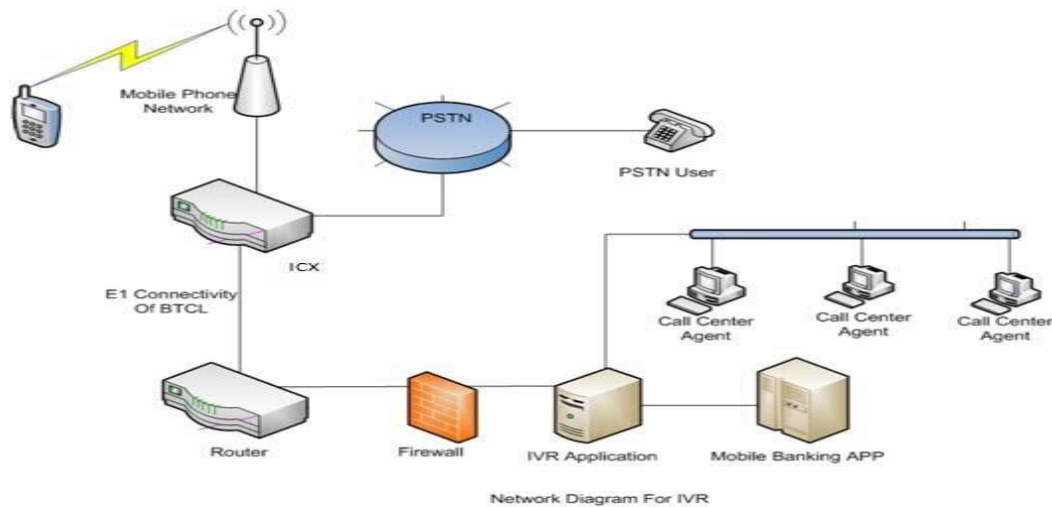 Mobile Phone
Network
PSTN
PSTN User
ICX
E1 Connectivity
Of BTCL
Call Center
Agent
Call Center
Agent
Call Center
Agent
Router
Firewall
IVR Application
Mobile Banking APP
Network Diagram For IVR